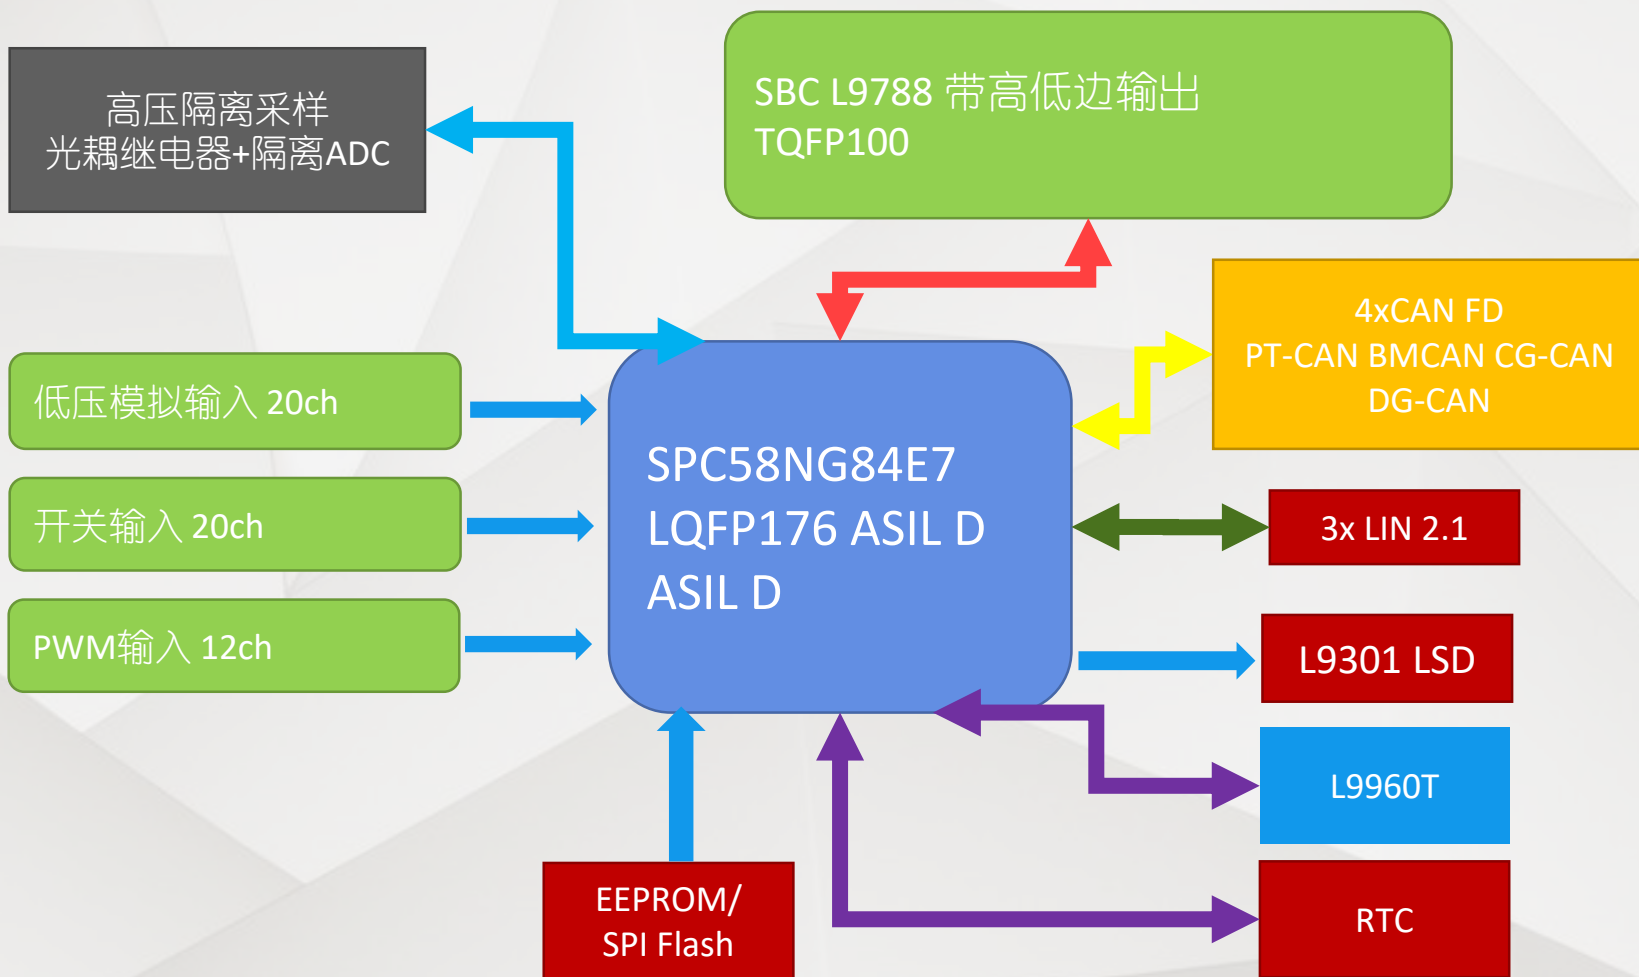 高压隔离采样
光耦继电器+隔离ADC
SBC L9788 带高低边输出
TQFP100
4xCAN FD
PT-CAN BMCAN CG-CAN
DG-CAN
低压模拟输入 20ch
开关输入 20ch
PWM输入 12ch
SPC58NG84E7
LQFP176 ASIL D
ASIL D
3x LIN 2.1
L9301 LSD
L9960T
EEPROM/
SPI Flash
RTC